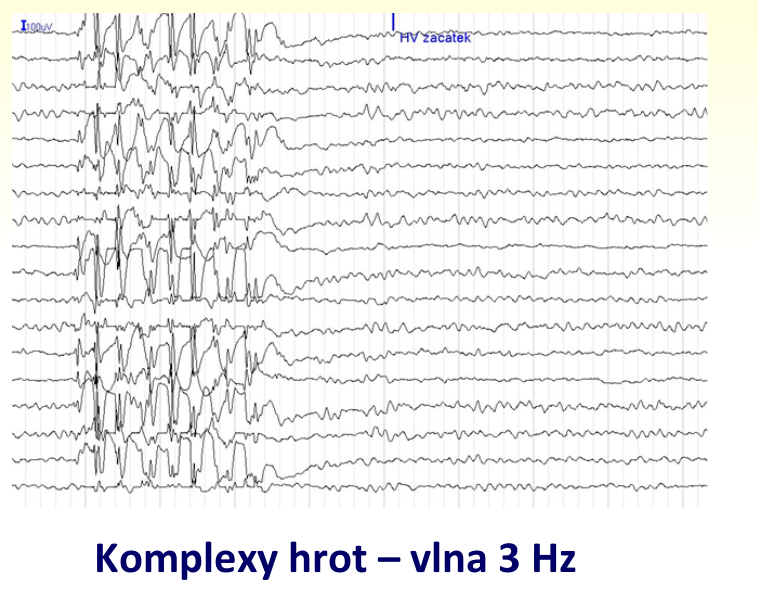 100uV
HV začátek
Komplexy hrot – vlna 3 Hz